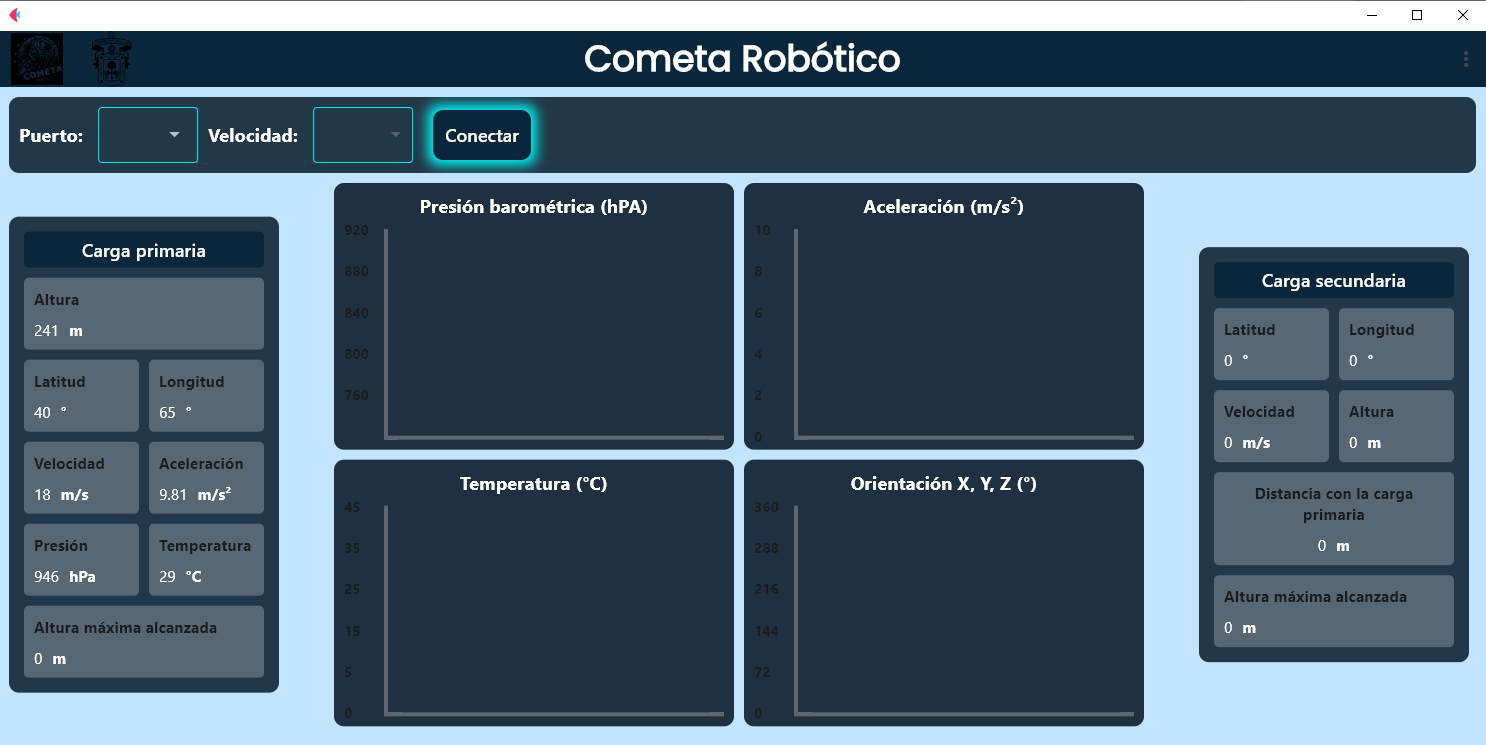 COMETA
Cometa Robótico
Puerto:
Velocidad:
Conectar
Carga primaria
Altura
241 m
Latitud
40 °
Longitud
65 °
Velocidad
18 m/s
Aceleración
9.81 m/s²
Presión
946 hPa
Temperatura
29 °C
Altura máxima alcanzada
0 m
Presión barométrica (hPA)
920
880
840
800
760
Aceleración (m/s²)
10
8
6
4
2
0
Temperatura (°C)
45
35
25
15
5
0
Orientación X, Y, Z (°)
360
288
216
144
72
0
Carga secundaria
Latitud
0 °
Longitud
0 °
Velocidad
0 m/s
Altura
0 m
Distancia con la carga
primaria
0 m
Altura máxima alcanzada
0 m